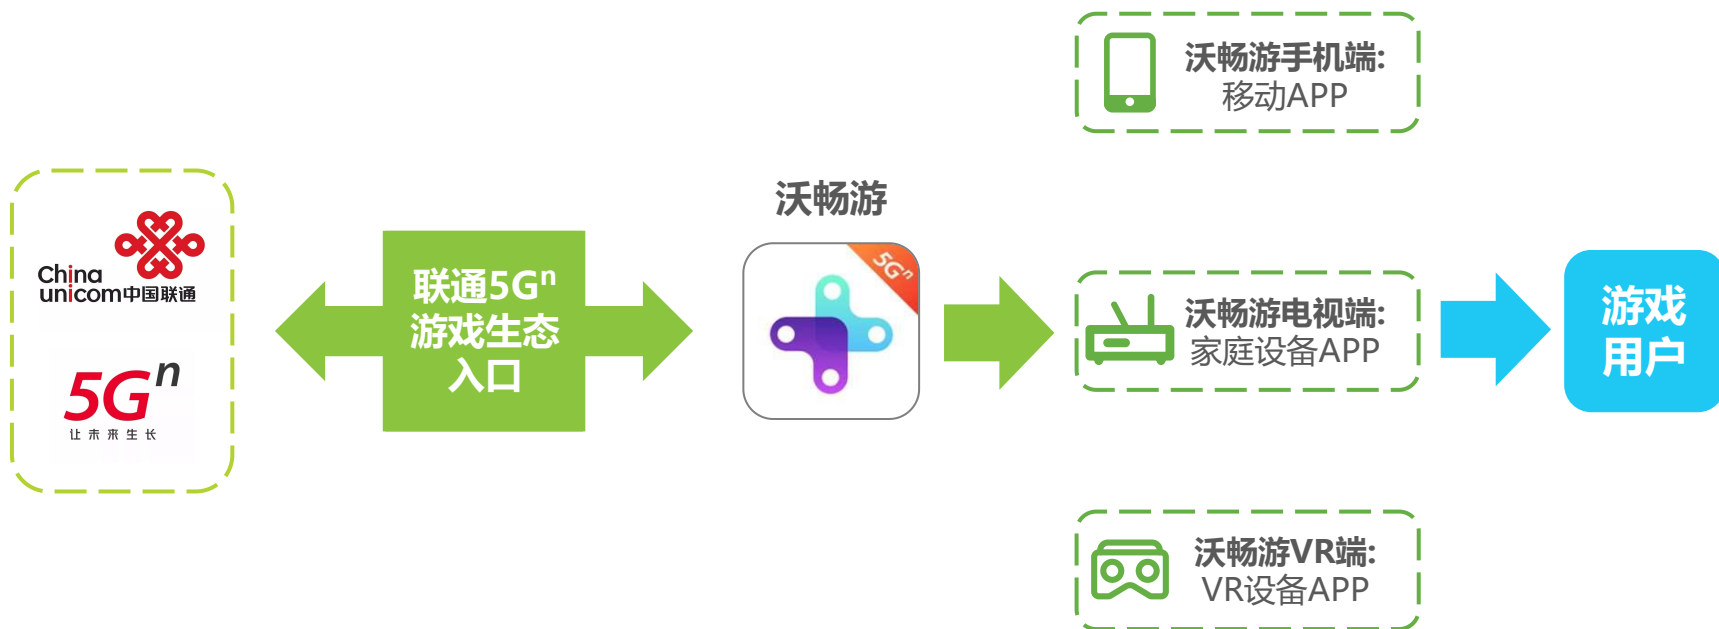 China
unicom中国联通
5Gⁿ
让未来生长
联通5Gⁿ
游戏生态
入口
沃畅游
5Gⁿ
沃畅游手机端:
移动APP
沃畅游电视端:
家庭设备APP
沃畅游VR端:
VR设备APP
游戏
用户